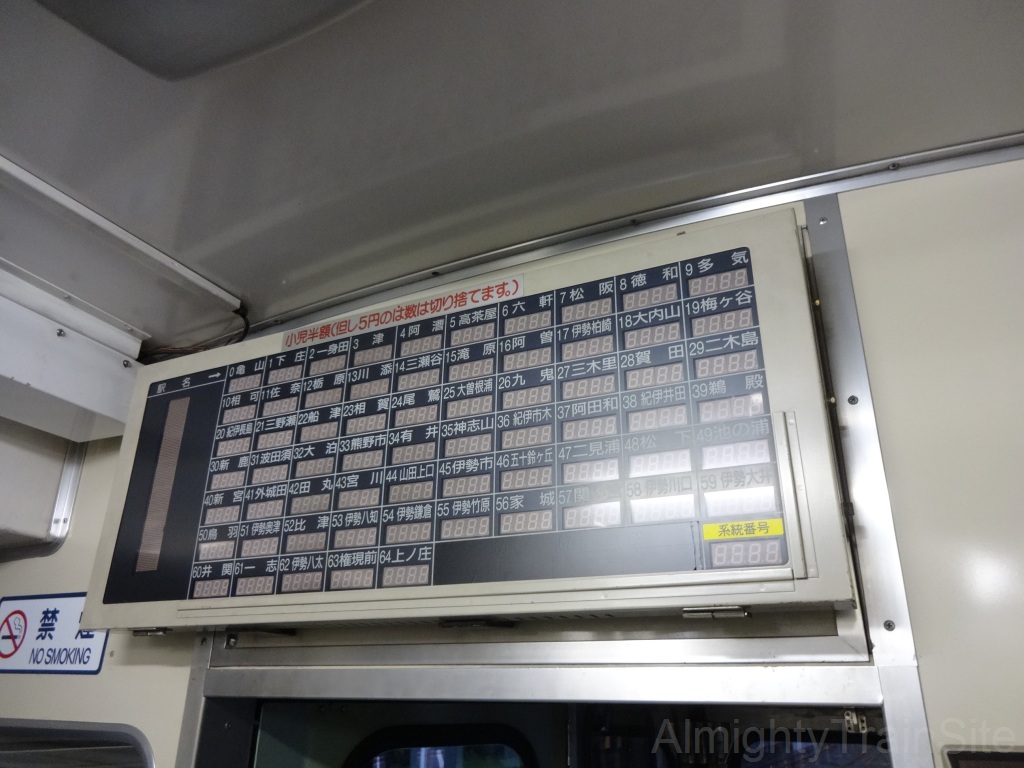 小児半額(但し5円のは数は切り捨てます。)
駅名 → 0亀山 1下庄 2一身田 3津 4阿漕 5高茶屋 6六軒 7松阪 8徳和 9多気
10相可 11佐奈 12栃原 13川添 14三瀬谷 15滝原 16阿曽 17伊勢柏崎 18大内山 19梅ヶ谷
20紀伊長島 21三野瀬 22船津 23相賀 24尾鷲 25大曽根浦 26九鬼 27三木里 28賀田 29二木島
30新鹿 31波田須 32大泊 33熊野市 34有井 35神志山 36紀伊市木 37阿田和 38紀伊井田 39鵜殿
40新宮 41外城田 42田丸 43宮川 44山田上口 45伊勢市 46五十鈴ヶ丘 47二見浦 48松下 49池の浦
50鳥羽 51伊勢奥津 52比津 53伊勢八知 54伊勢鎌倉 55伊勢竹原 56家城 57関 58伊勢川口 59伊勢大井
60井関 61一志 62伊勢八太 63権現前 64上ノ庄
系統番号
禁煙
NO SMOKING
AlmightyTrainSite